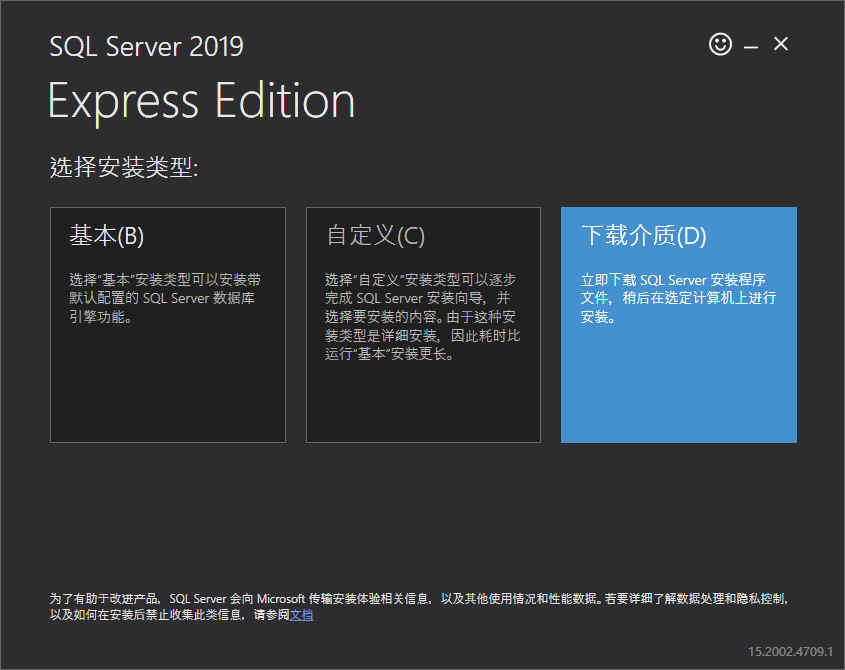 SQL Server 2019
Express Edition
选择安装类型:
基本(B)
选择“基本”安装类型可以安装带
默认配置的 SQL Server 数据库
引擎功能。
自定义(C)
选择“自定义”安装类型可以逐步
完成 SQL Server 安装向导，并
选择要安装的内容。由于这种安
装类型是详细安装，因此耗时比
运行“基本”安装更长。
下载介质(D)
立即下载 SQL Server 安装程序
文件，稍后在选定计算机上进行
安装。
为了有助于改进产品，SQL Server 会向 Microsoft 传输安装体验相关信息，以及其他使用情况和性能数据。若要详细了解数据处理和隐私控制，
以及如何在安装后禁止收集此类信息，请参阅文档
15.2002.4709.1